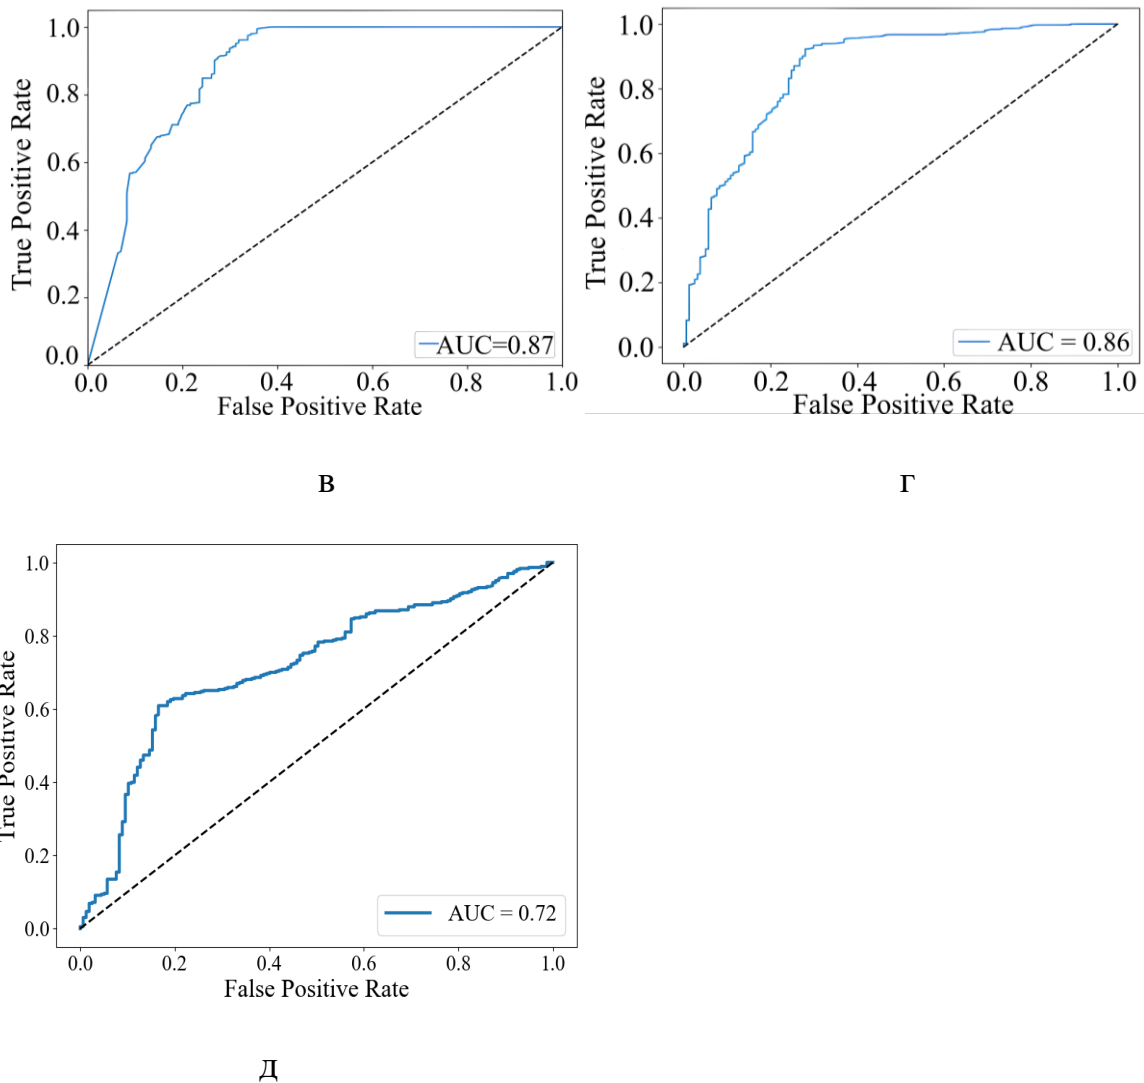 1.0
0.8
0.6
0.4
0.2
0.0
True Positive Rate
AUC=0.87
0.0 0.2 0.4 0.6 0.8 1.0
False Positive Rate
в
1.0
0.8
0.6
0.4
0.2
0.0
True Positive Rate
AUC = 0.86
0.0 0.2 0.4 0.6 0.8 1.0
False Positive Rate
г
1.0
0.8
0.6
0.4
0.2
0.0
True Positive Rate
AUC = 0.72
0.0 0.2 0.4 0.6 0.8 1.0
False Positive Rate
д